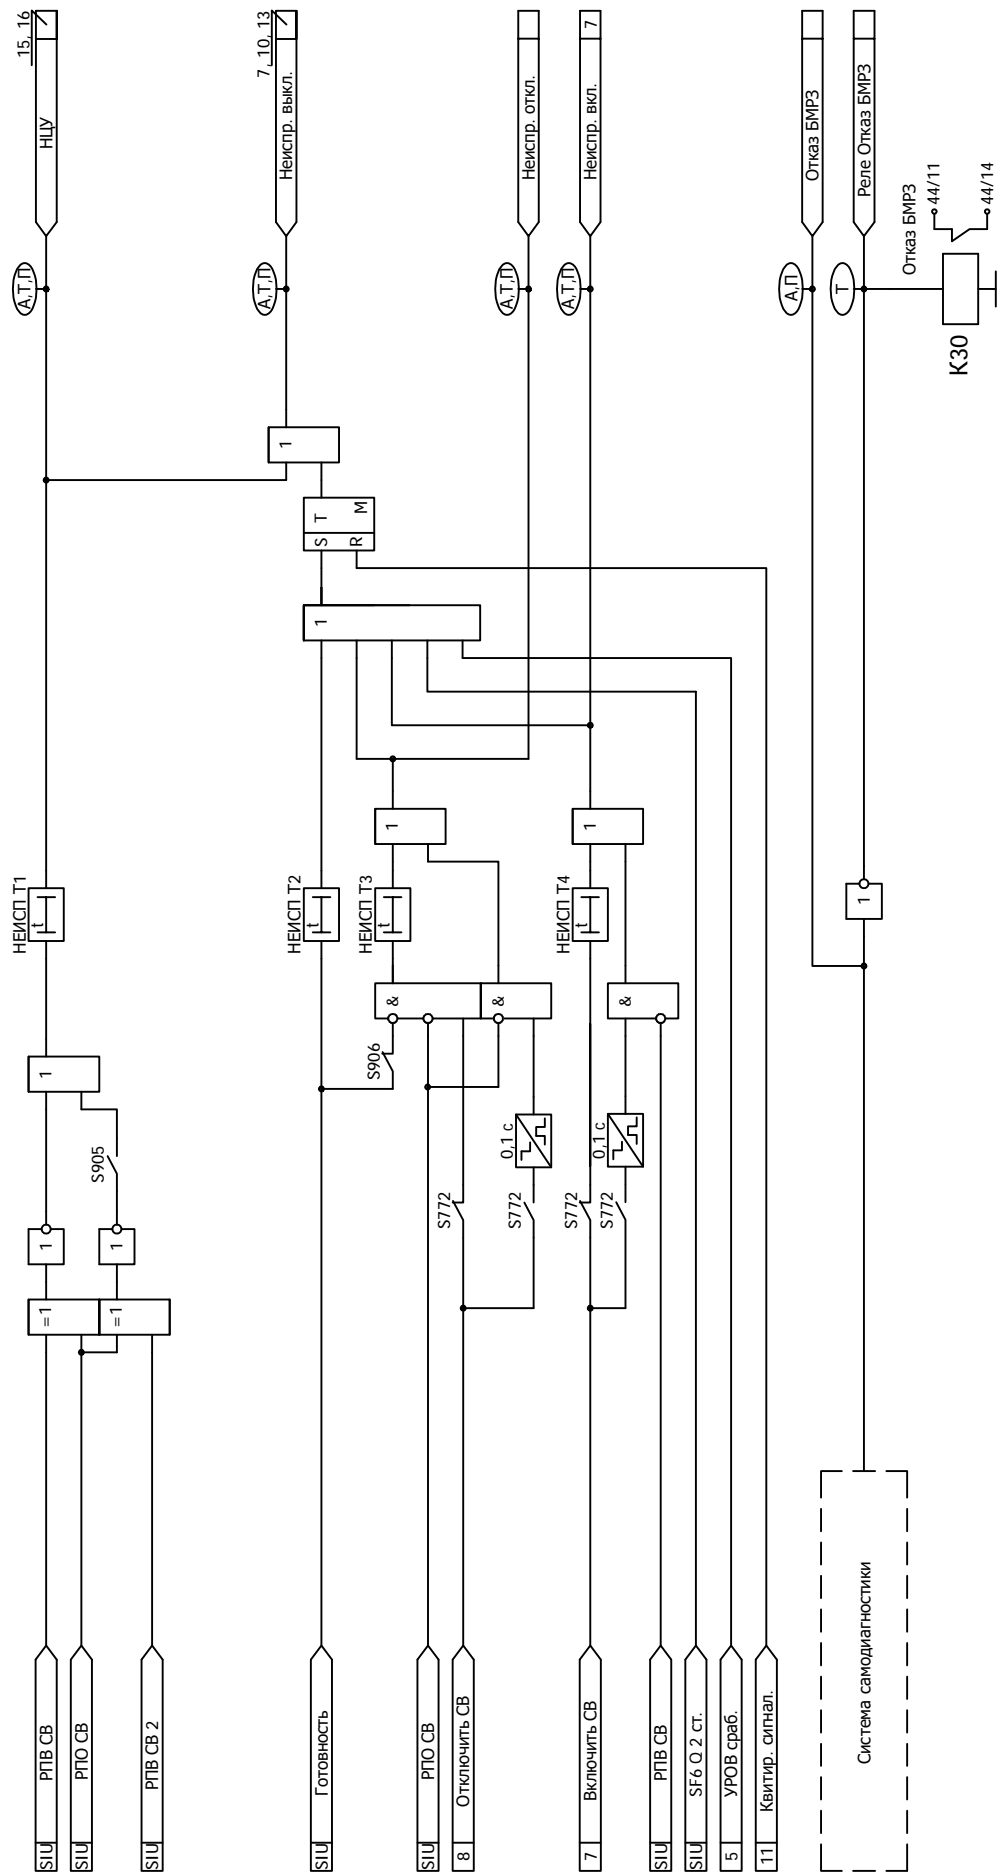 SIU РПВ СВ
SIU РПО СВ
SIU РПВ СВ 2
=1
=1
1
1
S905
1
НЕИСП Т1
t
А,Т,П
НЦУ
15, 16
SIU Готовность
НЕИСП Т2
t
1
S T
R M
1
А,Т,П
Неиспр. выкл.
7, 10, 13
SIU РПО СВ
8 Отключить СВ
S906
S772
S772
0,1 с
&
&
НЕИСП Т3
t
1
А,Т,П
Неиспр. откл.
7 Включить СВ
SIU РПВ СВ
S772
S772
0,1 с
&
НЕИСП Т4
t
1
А,Т,П
Неиспр. вкл. 7
SIU SF6 Q 2 ст.
5 УРОВ сраб.
11 Квитир. сигнал.
Система самодиагностики
1
А,П
Отказ БМРЗ
Т
Реле Отказ БМРЗ
К30
Отказ БМРЗ
44/11
44/14